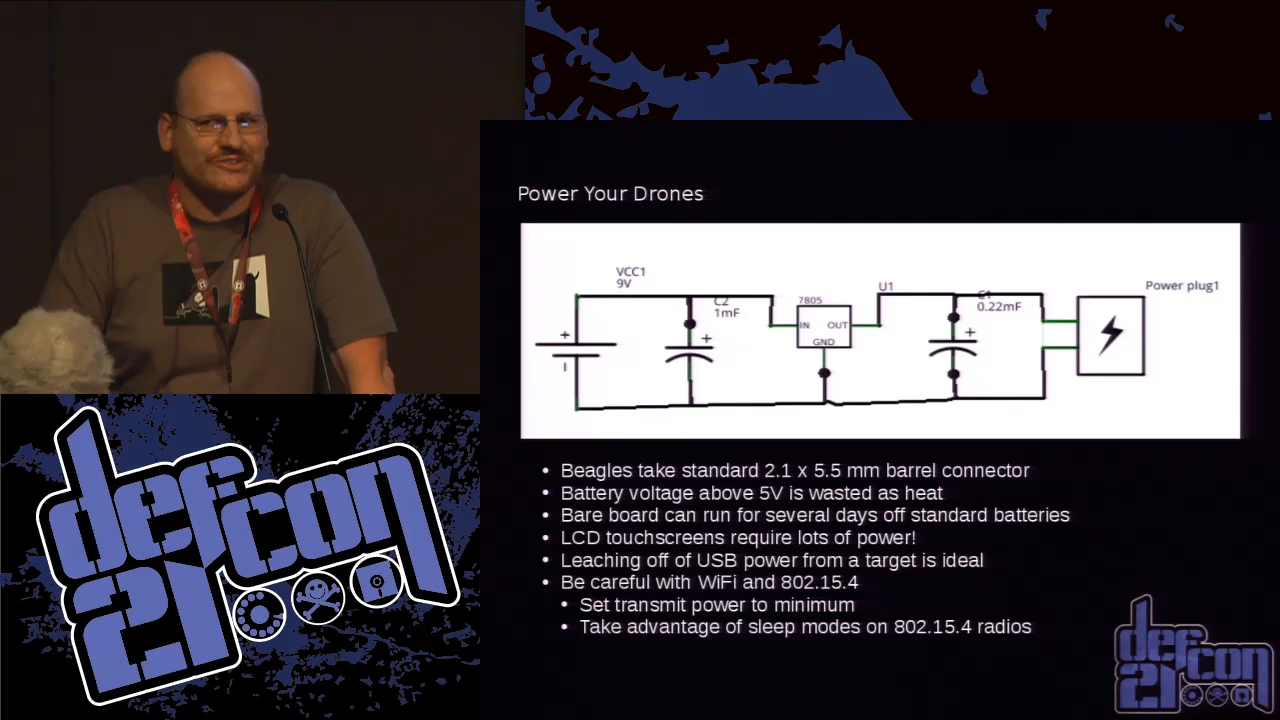 Power Your Drones
VCC1
9V
C2
1mF
7805
IN
OUT
GND
U1
C1
0.22mF
Power plug1
• Beagles take standard 2.1 x 5.5 mm barrel connector
• Battery voltage above 5V is wasted as heat
• Bare board can run for several days off standard batteries
• LCD touchscreens require lots of power!
• Leaching off of USB power from a target is ideal
• Be careful with WiFi and 802.15.4
• Set transmit power to minimum
• Take advantage of sleep modes on 802.15.4 radios
defcon
21
defcon
21